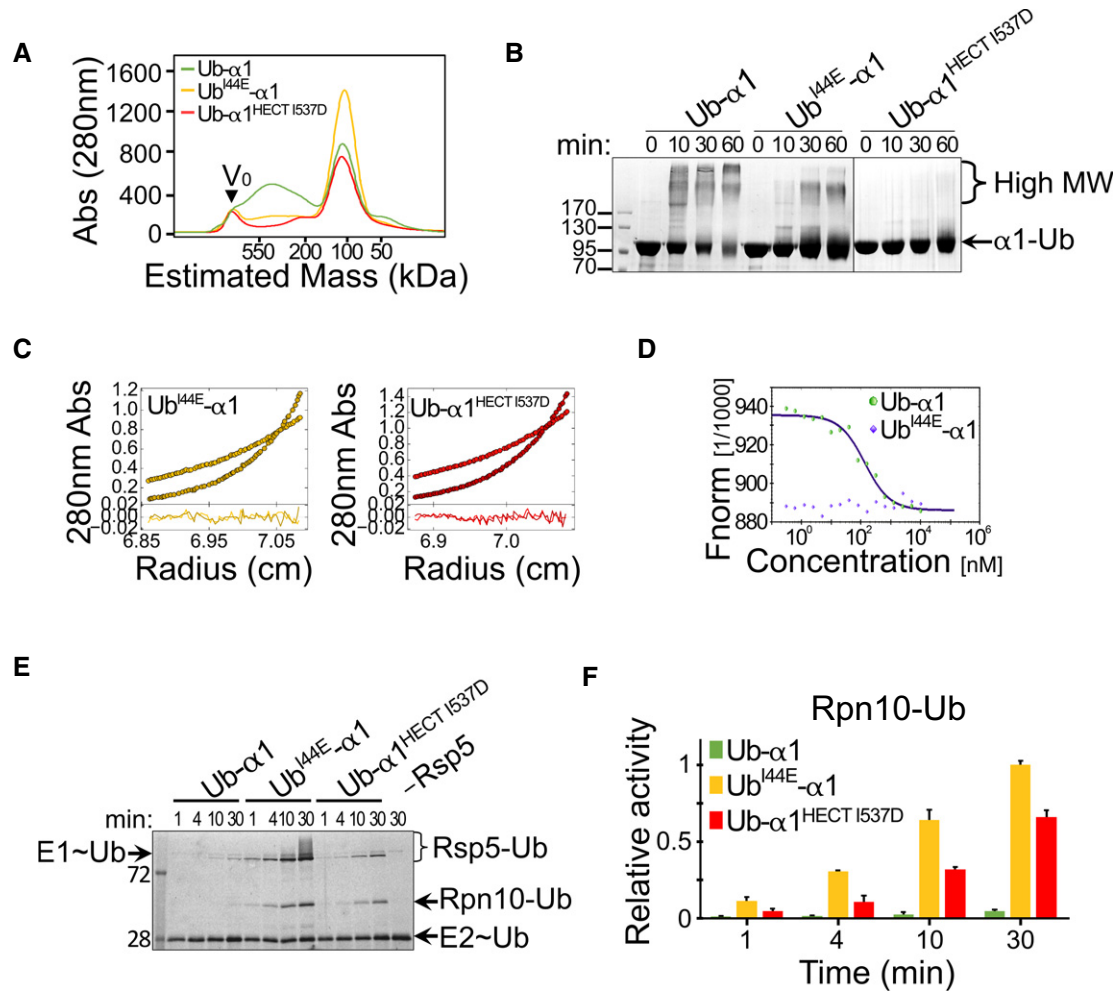 A
Abs (280nm)
1600
1200
800
400
0
Ub-α1
Ub^I44E-α1
Ub-α1^HECT I537D
V₀
550 200 100 50
Estimated Mass (kDa)
B
Ub-α1 Ub^I44E-α1 Ub-α1^HECT I537D
min: 0 10 30 60 0 10 30 60 0 10 30 60
170
130
95
70
High MW
α1-Ub
C
280nm Abs
1.2
1.0
0.8
0.6
0.4
0.2
0.02
0.00
−0.02
Ub^I44E-α1
6.85 6.95 7.05
Radius (cm)
280nm Abs
1.4
1.2
1.0
0.8
0.6
0.4
0.2
0.02
0.00
−0.02
Ub-α1^HECT I537D
6.9 7.0
Radius (cm)
D
Fnorm [1/1000]
940
920
900
880
Ub-α1
Ub^I44E-α1
10^0 10^2 10^4 10^6
Concentration [nM]
E
Ub-α1 Ub^I44E-α1 Ub-α1^HECT I537D –Rsp5
min: 1 4 10 30 1 4 10 30 1 4 10 30 30
E1~Ub
72
28
Rsp5-Ub
Rpn10-Ub
E2~Ub
F
Rpn10-Ub
Relative activity
1
0.5
0
Ub-α1
Ub^I44E-α1
Ub-α1^HECT I537D
1 4 10 30
Time (min)